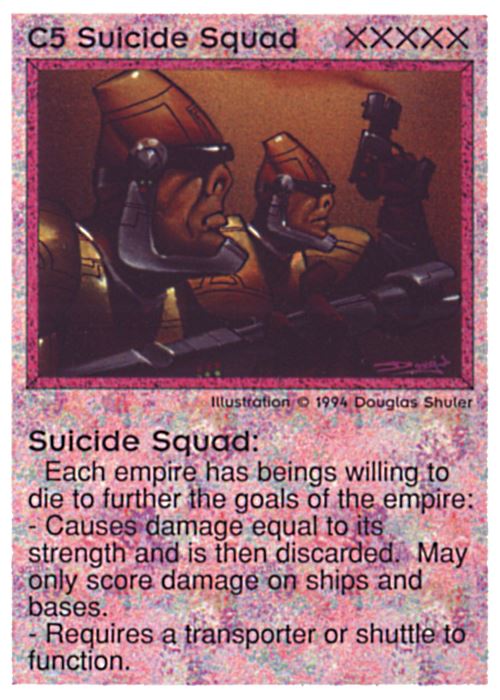 C5 Suicide Squad XXXXX
Illustration © 1994 Douglas Shuler
Suicide Squad:
Each empire has beings willing to
die to further the goals of the empire:
- Causes damage equal to its
strength and is then discarded. May
only score damage on ships and
bases.
- Requires a transporter or shuttle to
function.